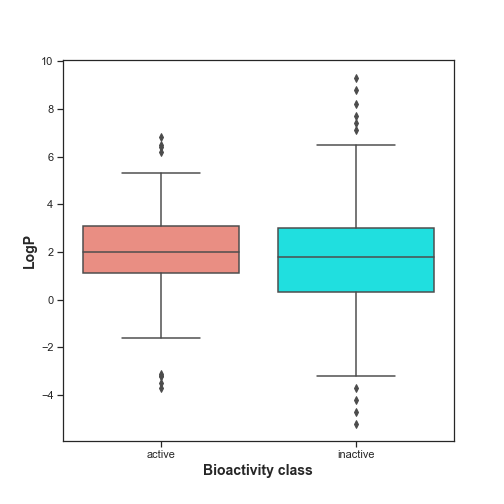 10
8
6
4
2
0
−2
−4
LogP
active
inactive
Bioactivity class